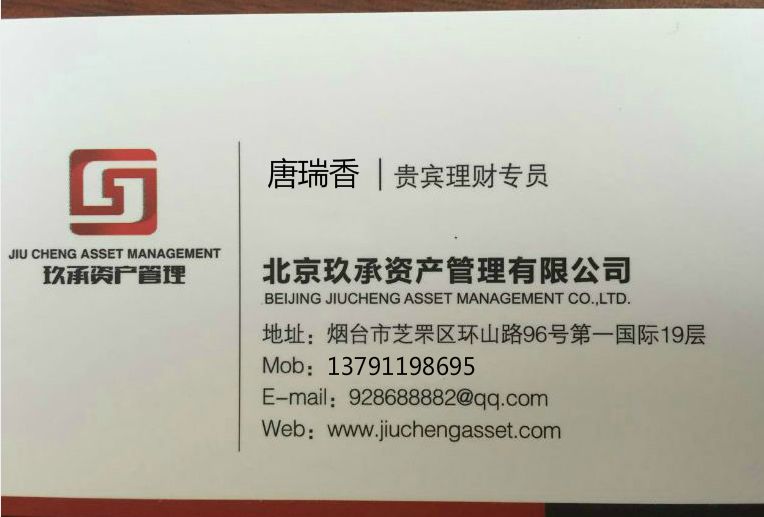 JIU CHENG ASSET MANAGEMENT
玖承资产管理
唐瑞香 | 贵宾理财专员
北京玖承资产管理有限公司
BEIJING JIUCHENG ASSET MANAGEMENT CO.,LTD.
地址：烟台市芝罘区环山路96号第一国际19层
Mob：13791198695
E-mail：928688882@qq.com
Web：www.jiuchengasset.com